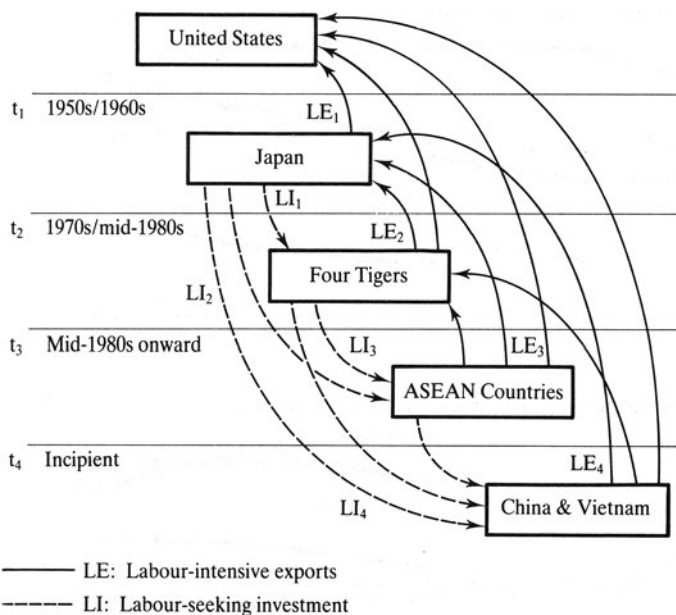 United States
t₁ 1950s/1960s
LE₁
Japan
LI₁
t₂ 1970s/mid-1980s
LE₂
Four Tigers
LI₂
LI₃
LE₃
t₃ Mid-1980s onward
ASEAN Countries
t₄ Incipient
LE₄
China & Vietnam
LI₄
LE: Labour-intensive exports
LI: Labour-seeking investment